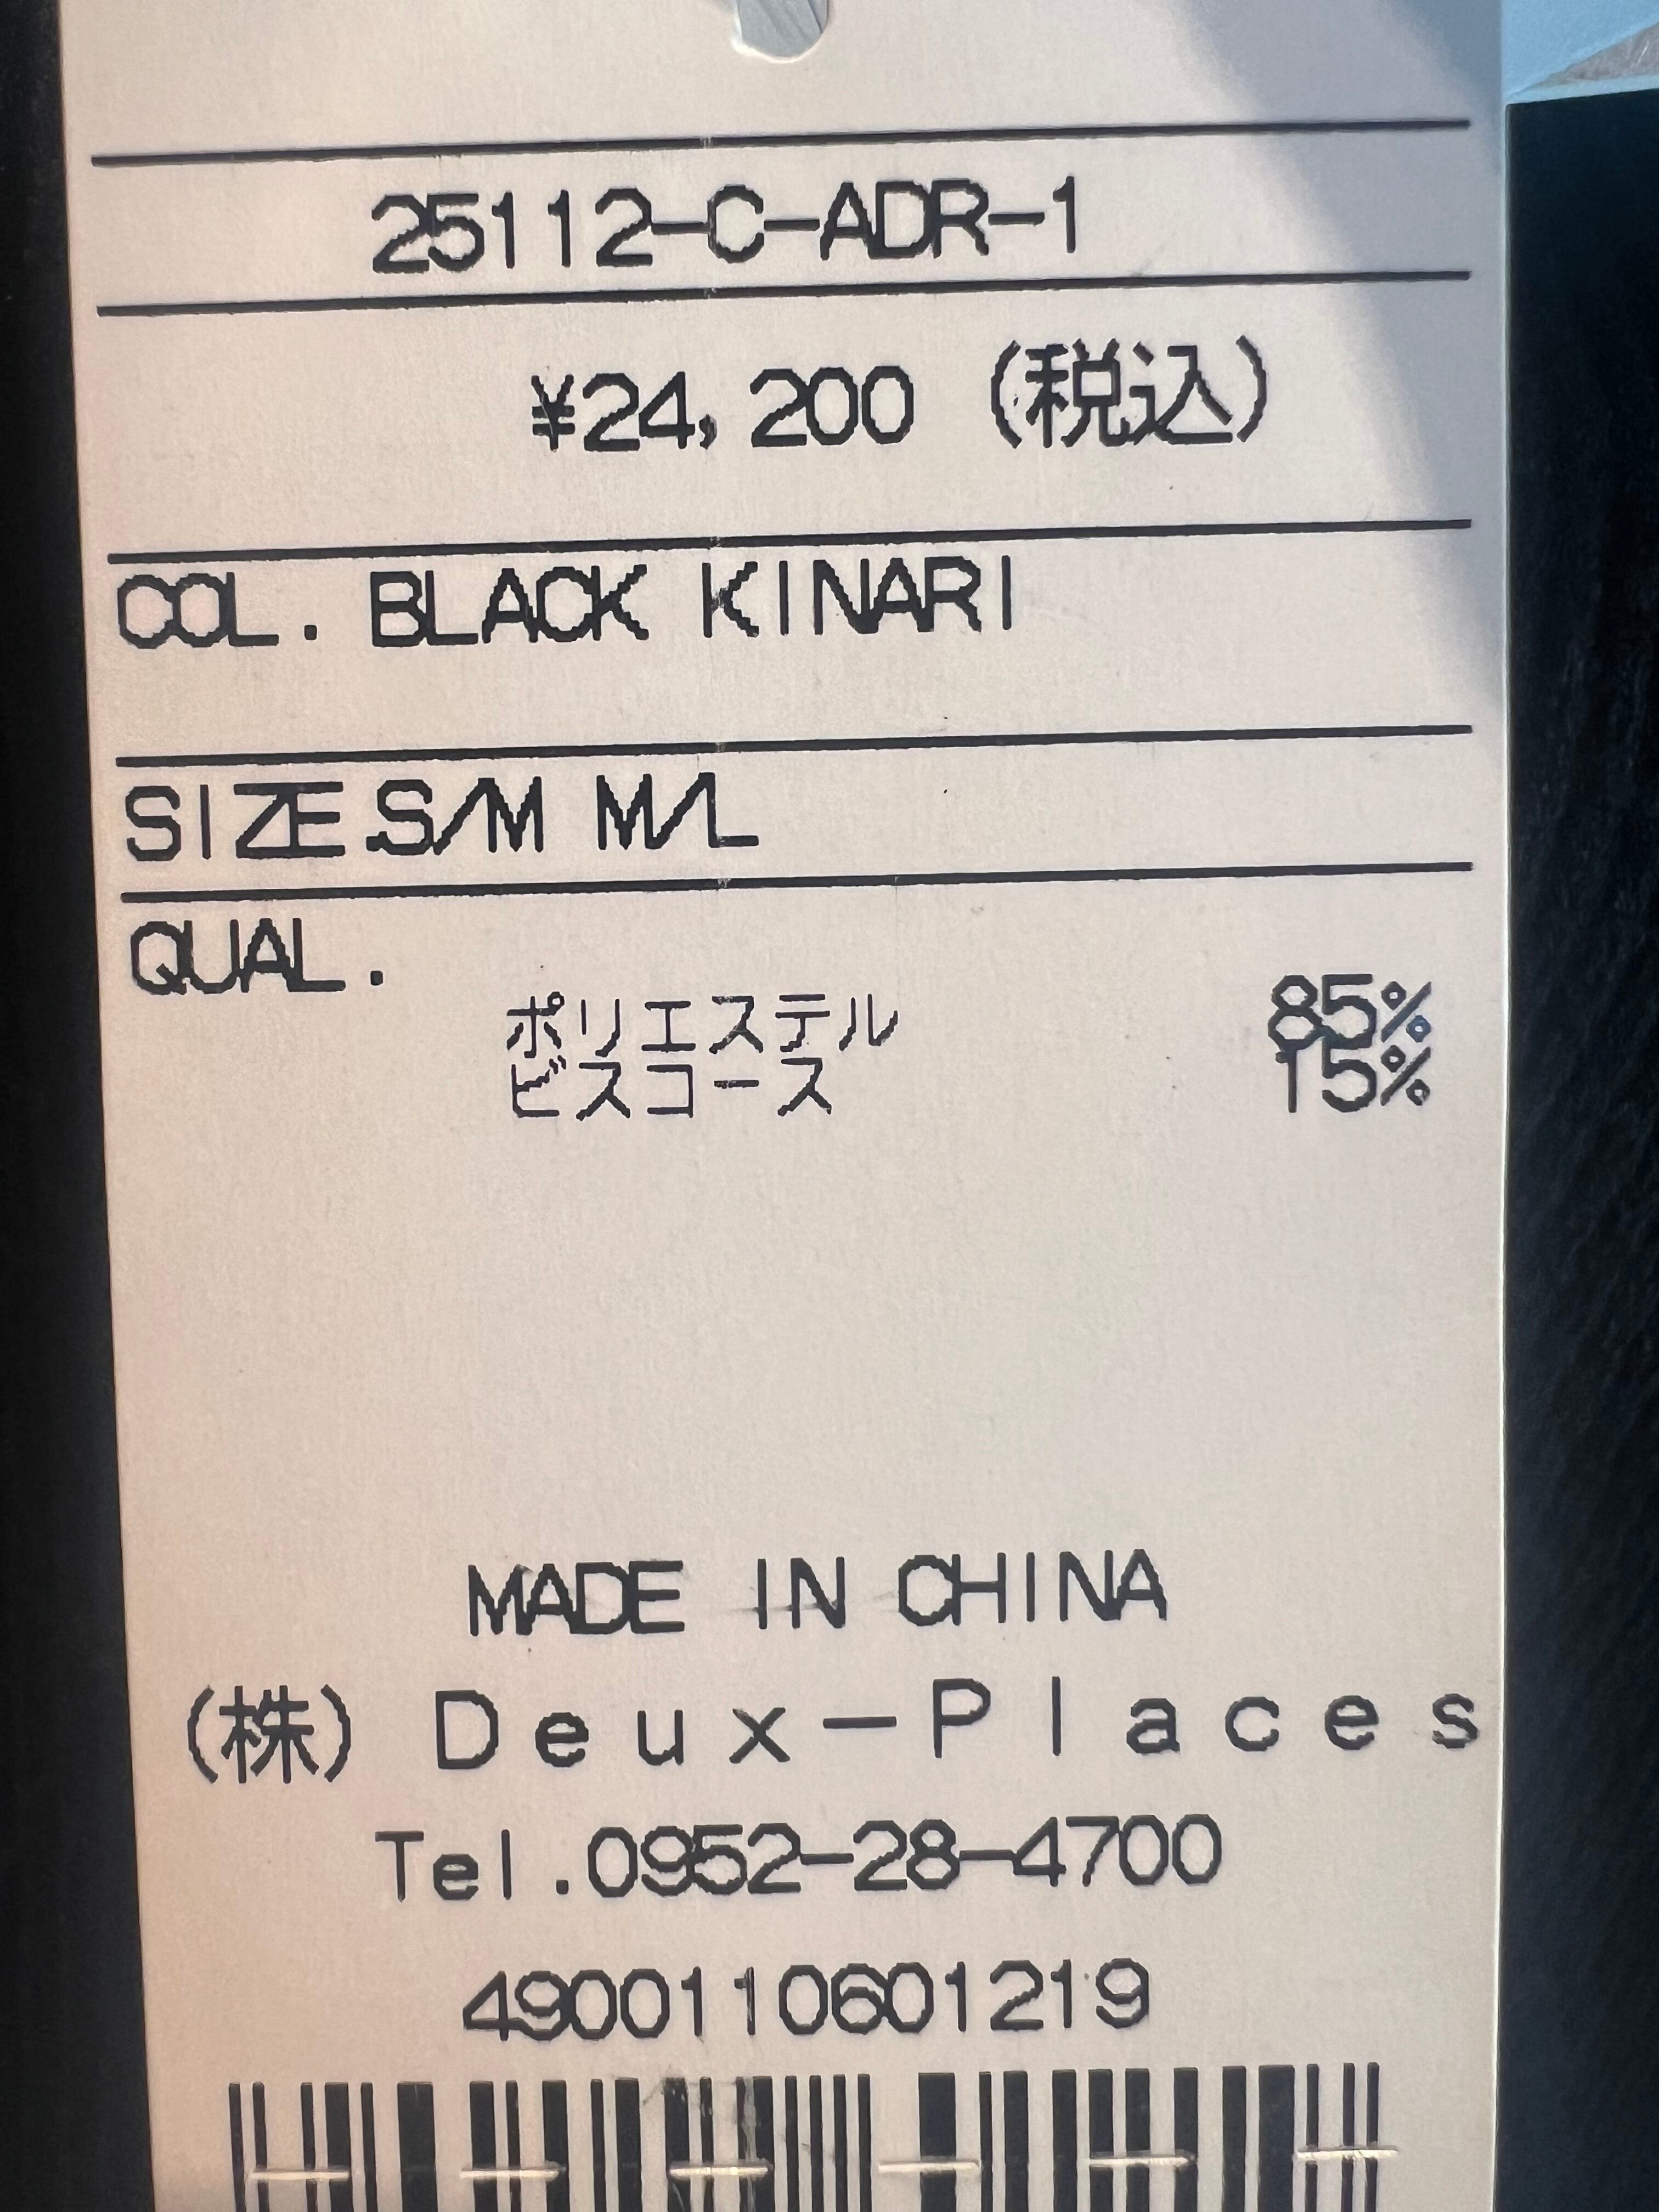 25112-C-ADR-1
¥24,200 (税込)
COL. BLACK KINARI
SIZE.S/M M/L
QUAL.
ポリエステル 85%
ビスコース 15%
MADE IN CHINA
(株) Deux-Places
Tel.0952-28-4700
4900110601219